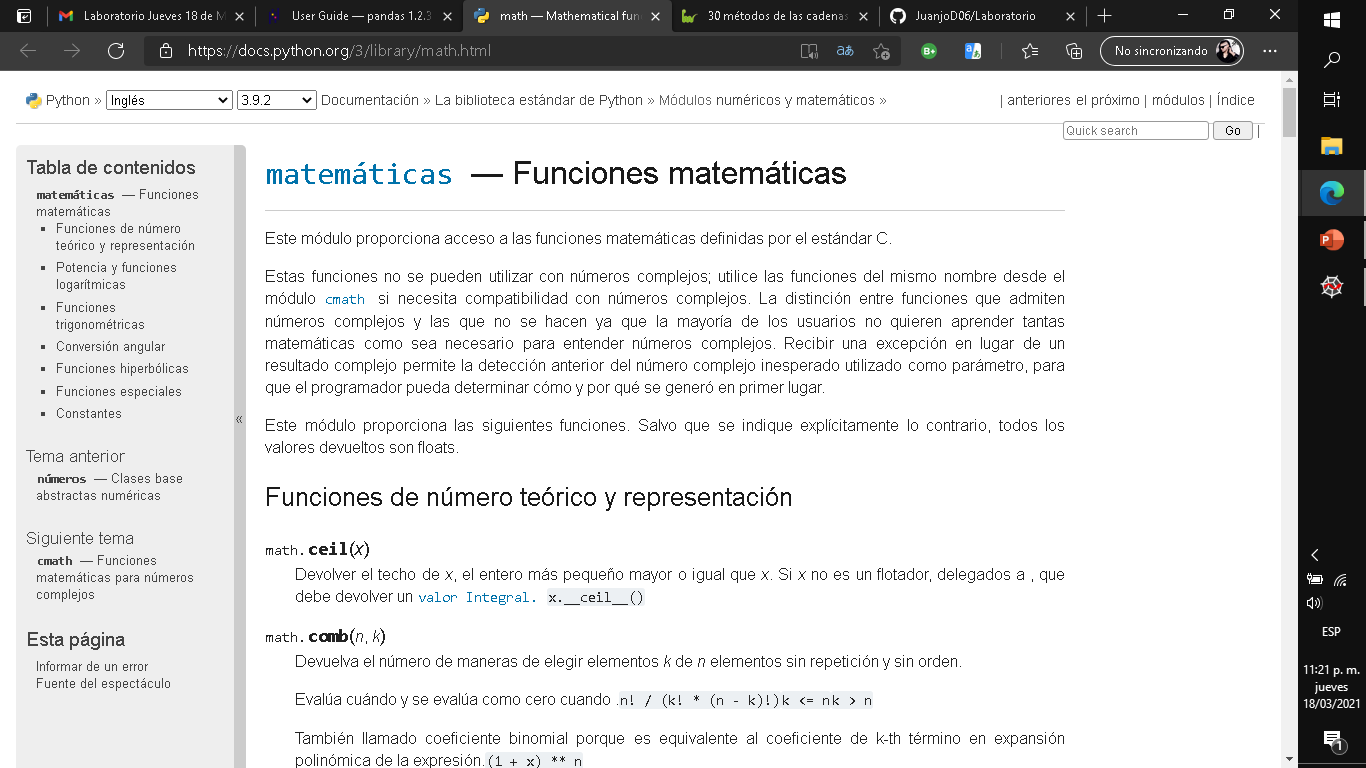 Laboratorio Jueves 18 de M
User Guide — pandas 1.2.3
math — Mathematical fun
30 métodos de las cadenas
JuanjoD06/Laboratorio
https://docs.python.org/3/library/math.html
No sincronizando
Python » Inglés 3.9.2 Documentación » La biblioteca estándar de Python » Módulos numéricos y matemáticos »
| anteriores el próximo | módulos | Índice
Quick search Go |
Tabla de contenidos
matemáticas — Funciones
matemáticas
Funciones de número
teórico y representación
Potencia y funciones
logarítmicas
Funciones
trigonométricas
Conversión angular
Funciones hiperbólicas
Funciones especiales
Constantes
«
Tema anterior
números — Clases base
abstractas numéricas
Siguiente tema
cmath — Funciones
matemáticas para números
complejos
Esta página
Informar de un error
Fuente del espectáculo
matemáticas — Funciones matemáticas
Este módulo proporciona acceso a las funciones matemáticas definidas por el estándar C.
Estas funciones no se pueden utilizar con números complejos; utilice las funciones del mismo nombre desde el
módulo cmath si necesita compatibilidad con números complejos. La distinción entre funciones que admiten
números complejos y las que no se hacen ya que la mayoría de los usuarios no quieren aprender tantas
matemáticas como sea necesario para entender números complejos. Recibir una excepción en lugar de un
resultado complejo permite la detección anterior del número complejo inesperado utilizado como parámetro, para
que el programador pueda determinar cómo y por qué se generó en primer lugar.
Este módulo proporciona las siguientes funciones. Salvo que se indique explícitamente lo contrario, todos los
valores devueltos son floats.
Funciones de número teórico y representación
math.ceil(x)
Devolver el techo de x, el entero más pequeño mayor o igual que x. Si x no es un flotador, delegados a , que
debe devolver un valor Integral. x.__ceil__()
math.comb(n, k)
Devuelva el número de maneras de elegir elementos k de n elementos sin repetición y sin orden.
Evalúa cuándo y se evalúa como cero cuando .n! / (k! * (n - k)!)k <= nk > n
También llamado coeficiente binomial porque es equivalente al coeficiente de k-th término en expansión
polinómica de la expresión.(1 + x) ** n
ESP
11:21 p. m.
jueves
18/03/2021
1